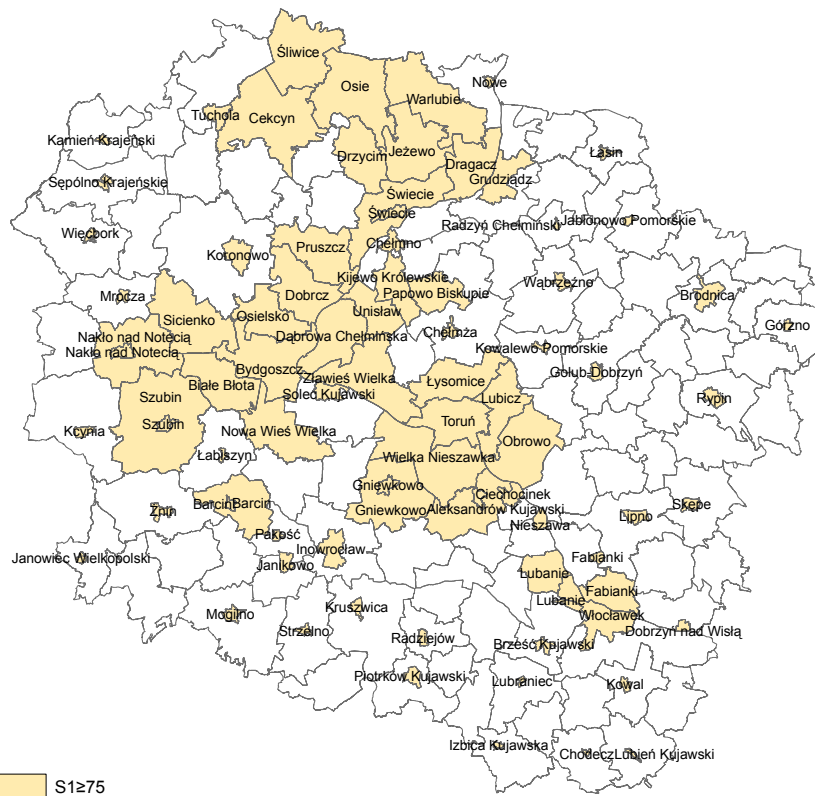 Śliwice
Osie
Nowe
Warlubie
Tuchola
Cekcyn
Kamień Krajeński
Drzycim
Jeżewo
Łasin
Dragacz
Grudziądz
Sępólno Krajeńskie
Świecie
Świecie
Jabłonowo Pomorskie
Radzyń Chełmiński
Więcbork
Chełmno
Pruszcz
Koronowo
Kijewo Królewskie
Wąbrzeźno
Papowo Biskupie
Mrocza
Dobrcz
Brodnica
Unisław
Sicienko
Osielsko
Górzno
Chełmża
Nakło nad Notecią
Dąbrowa Chełmińska
Kowalewo Pomorskie
Nakło nad Notecią
Bydgoszcz
Golub-Dobrzyń
Zławieś Wielka
Białe Błota
Łysomice
Solec Kujawski
Szubin
Lubicz
Rypin
Toruń
Szubin
Kcynia
Nowa Wieś Wielka
Obrowo
Łabiszyn
Wielka Nieszawka
Gniewkowo
Ciechocinek
Barcin
Barcin
Skępe
Żnin
Gniewkowo
Aleksandrów Kujawski
Lipno
Nieszawa
Pakość
Inowrocław
Janowiec Wielkopolski
Fabianki
Janikowo
Lubanie
Fabianki
Lubanie
Kruszwica
Mogilno
Włocławek
Strzelno
Dobrzyń nad Wisłą
Radziejów
Brześć Kujawski
Piotrków Kujawski
Lubraniec
Kowal
Izbica Kujawska
Chodecz
Lubień Kujawski
S1≥75